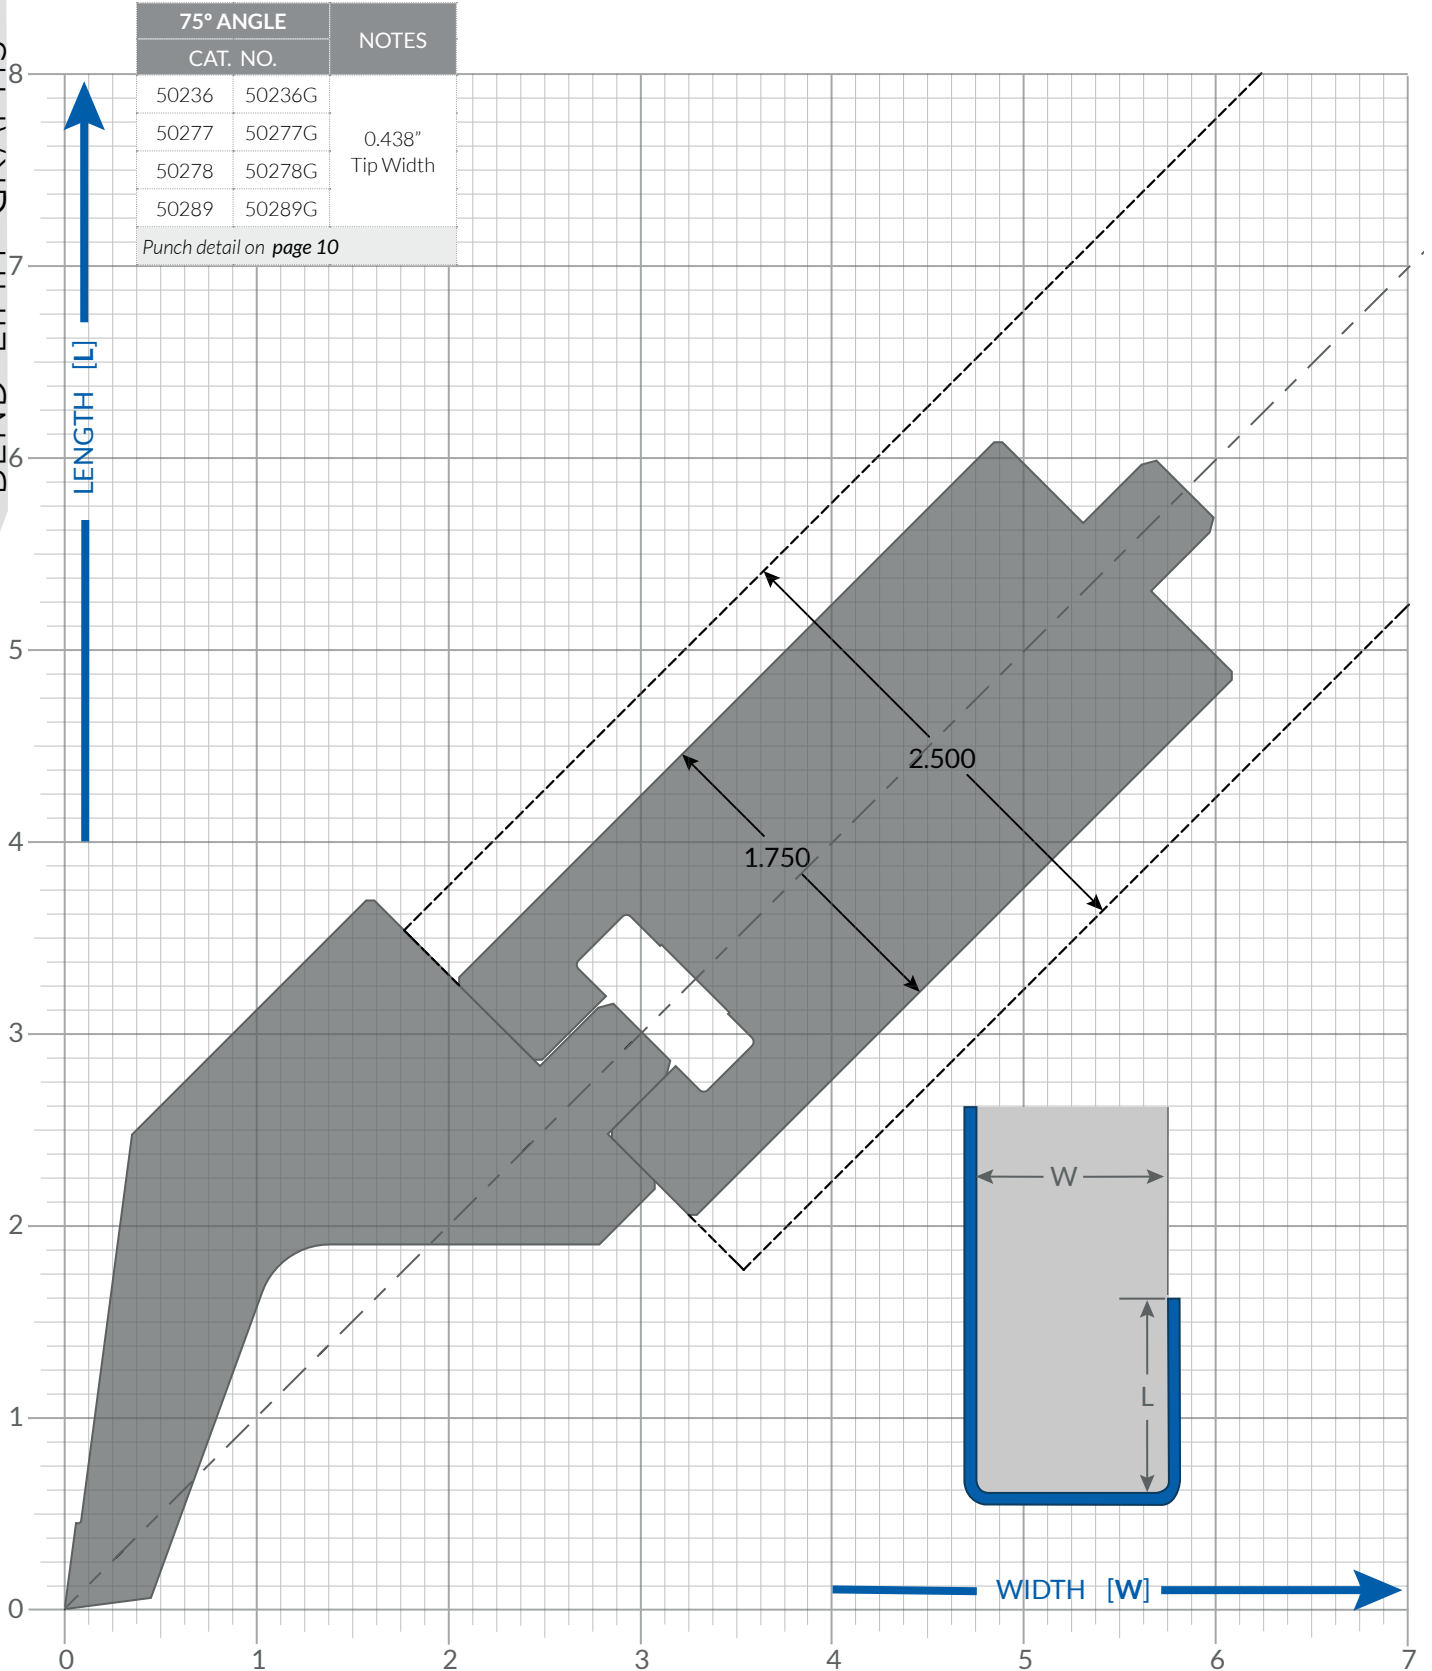 75° ANGLE NOTES
CAT. NO.
50236 50236G
50277 50277G
50278 50278G
50289 50289G
0.438”
Tip Width
Punch detail on page 10
8
7
6
5
4
3
2
1
0
LENGTH [L]
2.500
1.750
W
L
WIDTH [W]
0 1 2 3 4 5 6 7